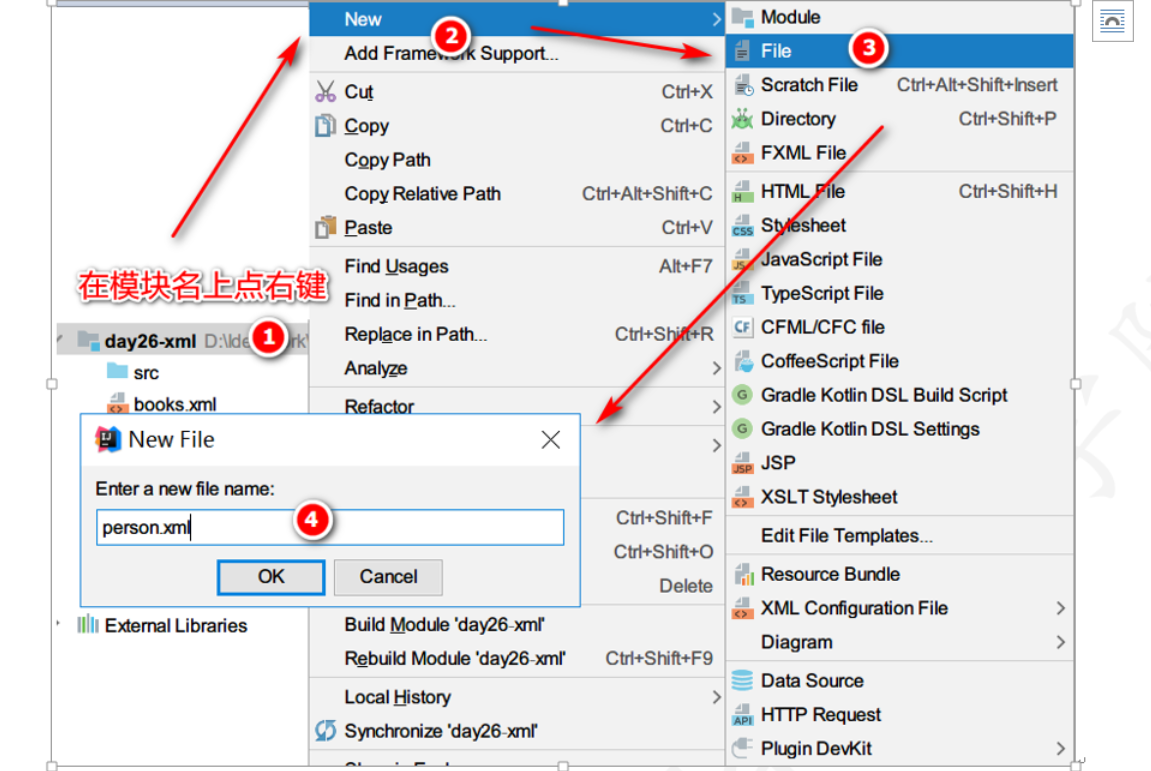 New
2
Add Framework Support...
Cut Ctrl+X
Copy Ctrl+C
Copy Path
Copy Relative Path Ctrl+Alt+Shift+C
Paste Ctrl+V
Find Usages Alt+F7
Find in Path...
Replace in Path... Ctrl+Shift+R
Analyze
Refactor
Ctrl+Shift+F
Ctrl+Shift+O
Delete
Build Module 'day26-xml'
Rebuild Module 'day26-xml' Ctrl+Shift+F9
Local History
Synchronize 'day26-xml'
Module
File
3
Scratch File Ctrl+Alt+Shift+Insert
Directory Ctrl+Shift+P
FXML File
HTML File Ctrl+Shift+H
Stylesheet
JavaScript File
TypeScript File
CFML/CFC file
CoffeeScript File
Gradle Kotlin DSL Build Script
Gradle Kotlin DSL Settings
JSP
XSLT Stylesheet
Edit File Templates...
Resource Bundle
XML Configuration File
Diagram
Data Source
HTTP Request
Plugin DevKit
在模块名上点右键
day26-xml 1
src
books.xml
New File
Enter a new file name:
person.xml 4
OK Cancel
External Libraries